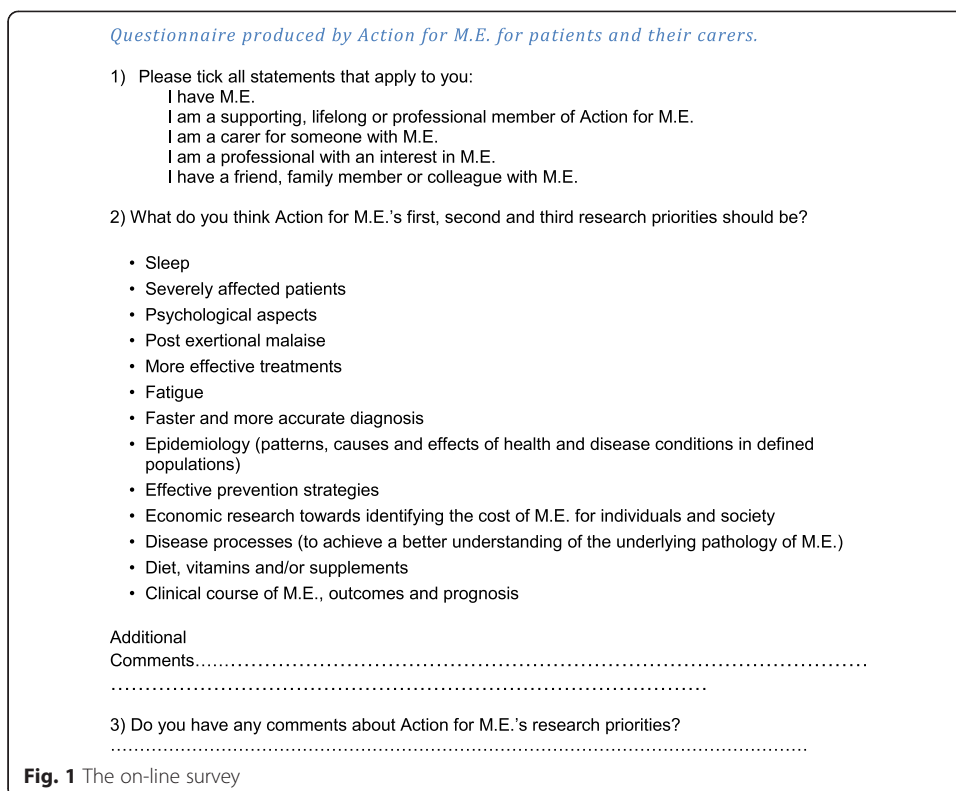 Questionnaire produced by Action for M.E. for patients and their carers.
1) Please tick all statements that apply to you:
I have M.E.
I am a supporting, lifelong or professional member of Action for M.E.
I am a carer for someone with M.E.
I am a professional with an interest in M.E.
I have a friend, family member or colleague with M.E.
2) What do you think Action for M.E.'s first, second and third research priorities should be?
• Sleep
• Severely affected patients
• Psychological aspects
• Post exertional malaise
• More effective treatments
• Fatigue
• Faster and more accurate diagnosis
• Epidemiology (patterns, causes and effects of health and disease conditions in defined
populations)
• Effective prevention strategies
• Economic research towards identifying the cost of M.E. for individuals and society
• Disease processes (to achieve a better understanding of the underlying pathology of M.E.)
• Diet, vitamins and/or supplements
• Clinical course of M.E., outcomes and prognosis
Additional
Comments....................................................................................................
..........................................................................................
3) Do you have any comments about Action for M.E.'s research priorities?
........................................................................................................................
Fig. 1 The on-line survey